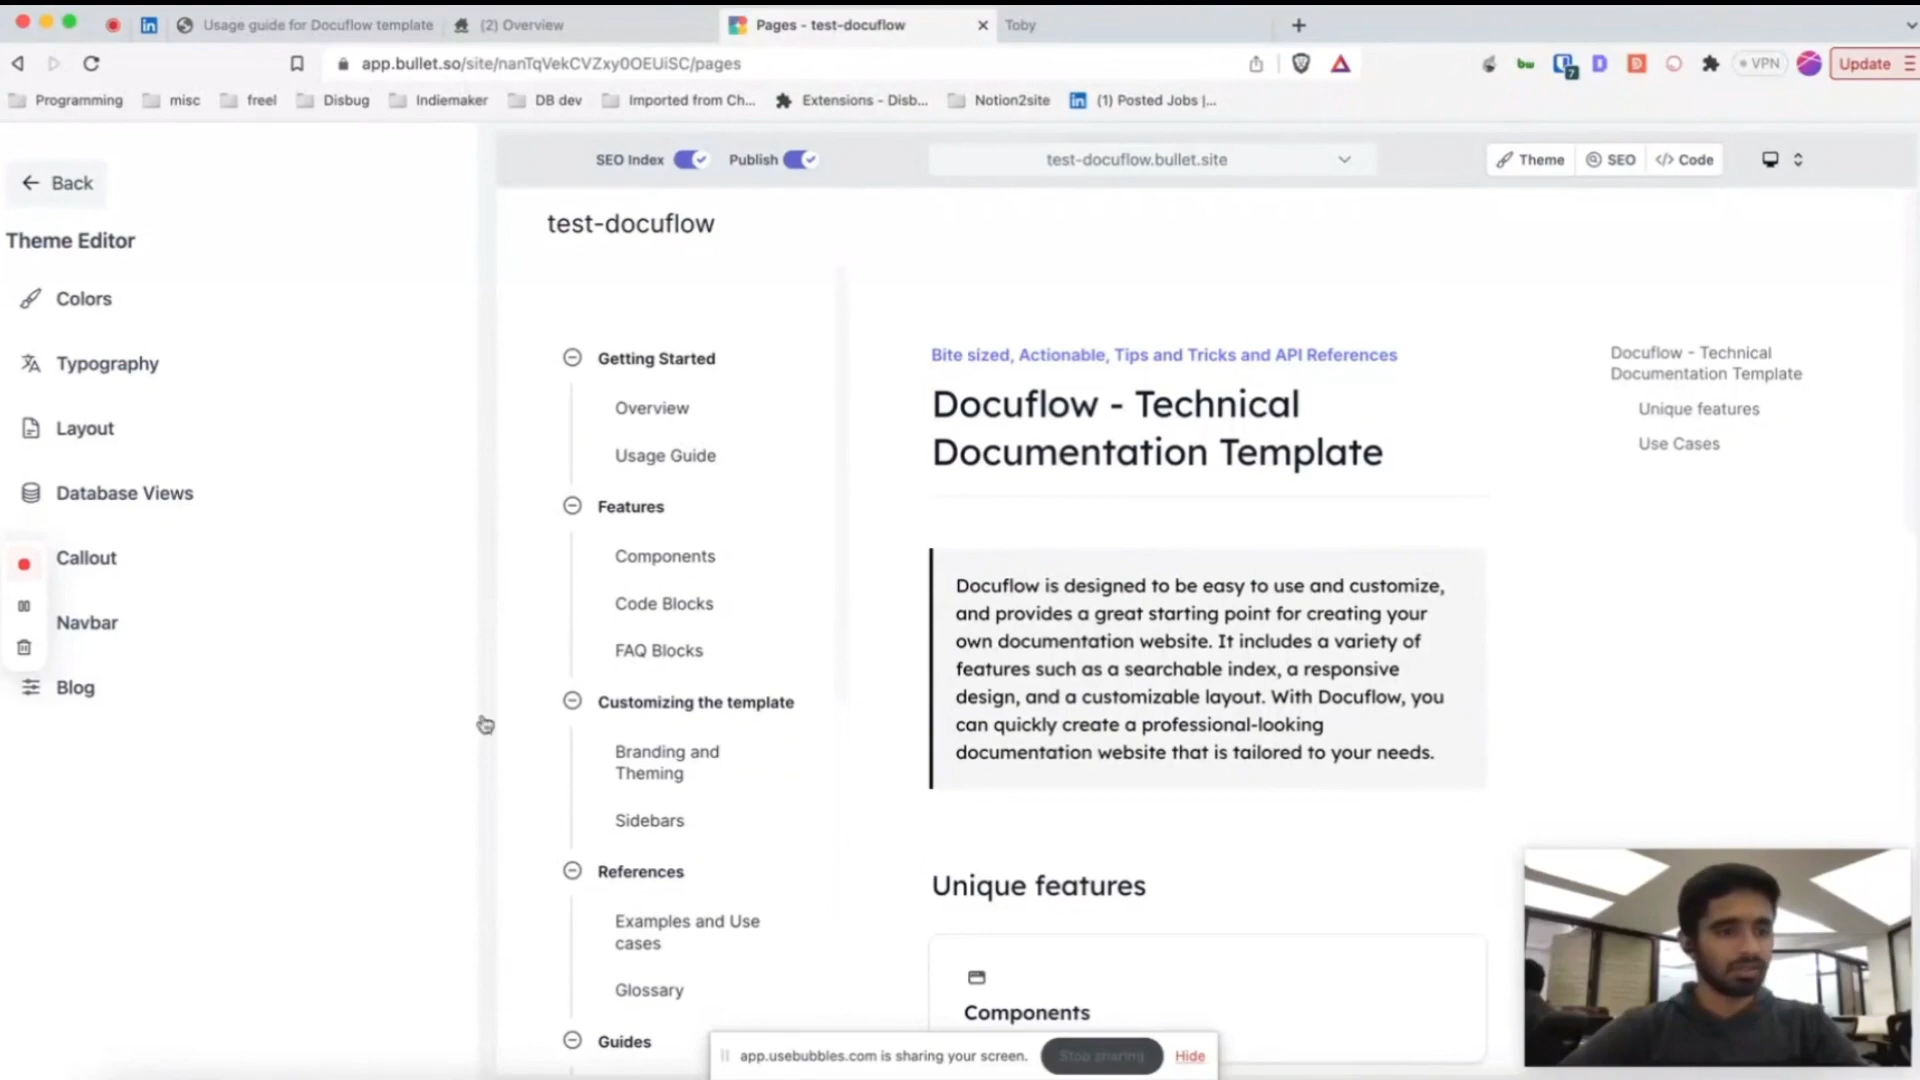 Usage guide for Docuflow template
(2) Overview
Pages - test-docuflow
Toby
app.bullet.so/site/nanTqVekCVZxy0OEUiSC/pages
bw
7
D
VPN
Update
Programming
misc
freel
Disbug
Indiemaker
DB dev
Imported from Ch...
Extensions - Disb...
Notion2site
(1) Posted Jobs |...
SEO Index
Publish
test-docuflow.bullet.site
Theme
SEO
</> Code
Back
Theme Editor
Colors
Typography
Layout
Database Views
Callout
Navbar
Blog
test-docuflow
Getting Started
Overview
Usage Guide
Features
Components
Code Blocks
FAQ Blocks
Customizing the template
Branding and
Theming
Sidebars
References
Examples and Use
cases
Glossary
Guides
Bite sized, Actionable, Tips and Tricks and API References
Docuflow - Technical
Documentation Template
Docuflow is designed to be easy to use and customize,
and provides a great starting point for creating your
own documentation website. It includes a variety of
features such as a searchable index, a responsive
design, and a customizable layout. With Docuflow, you
can quickly create a professional-looking
documentation website that is tailored to your needs.
Unique features
Components
Docuflow - Technical
Documentation Template
Unique features
Use Cases
app.usebubbles.com is sharing your screen.
Stop sharing
Hide